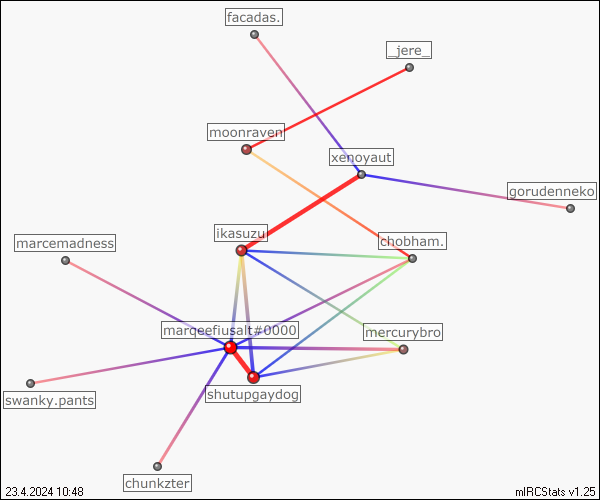 facadas.
_jere_
moonraven
xenoyaut
gorudenneko
ikasuzu
marcemadness
chobham.
marqeefiusalt#0000
mercurybro
swanky.pants
shutupgaydog
chunkzter
23.4.2024 10:48
mIRCStats v1.25